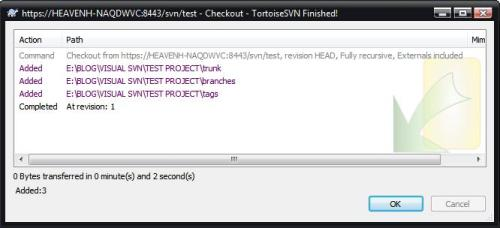 https://HEAVENH-NAQDWVC:8443/svn/test - Checkout - TortoiseSVN Finished!
Action Path Mim
Command Checkout from https://HEAVENH-NAQDWVC:8443/svn/test, revision HEAD, Fully recursive, Externals included
Added E:\BLOG\VISUAL SVN\TEST PROJECT\trunk
Added E:\BLOG\VISUAL SVN\TEST PROJECT\branches
Added E:\BLOG\VISUAL SVN\TEST PROJECT\tags
Completed At revision: 1
0 Bytes transferred in 0 minute(s) and 2 second(s)
Added:3
OK Cancel